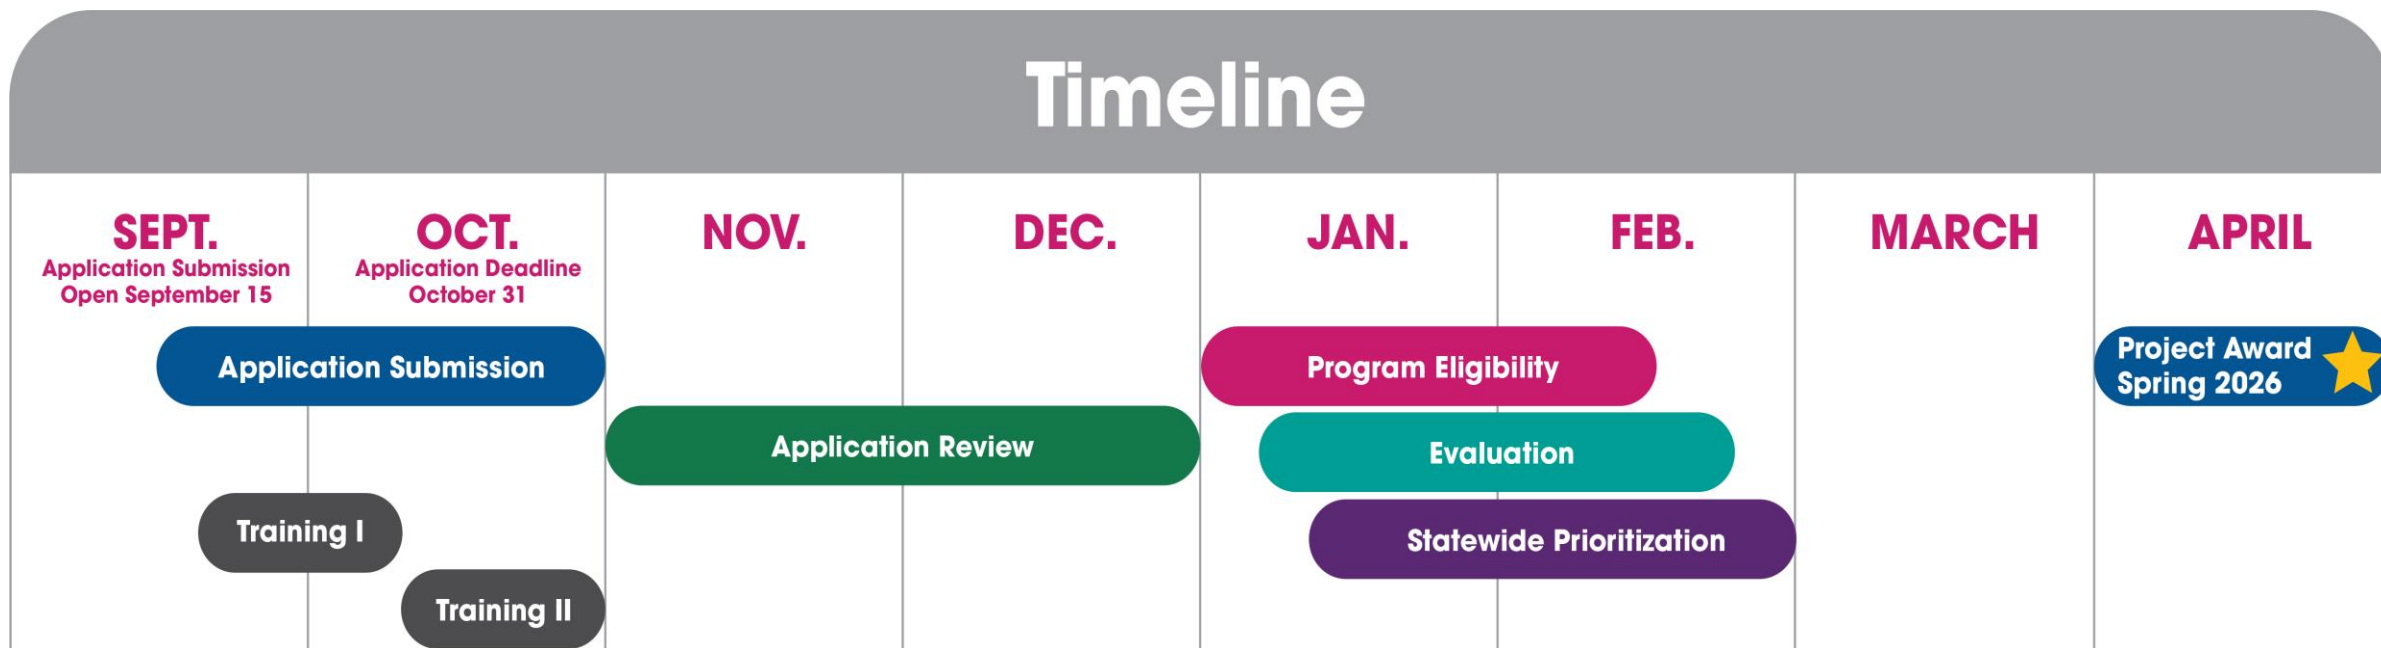 Timeline
SEPT.
Application Submission
Open September 15
OCT.
Application Deadline
October 31
NOV.
DEC.
JAN.
FEB.
MARCH
APRIL
Application Submission
Program Eligibility
Project Award
Spring 2026
Application Review
Evaluation
Training I
Statewide Prioritization
Training II